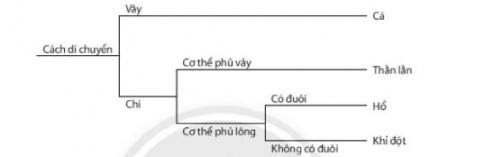 Vây
Cá
Cách di chuyển
Cơ thể phủ vảy
Thằn lằn
Chi
Có đuôi
Hổ
Cơ thể phủ lông
Không có đuôi
Khỉ đột